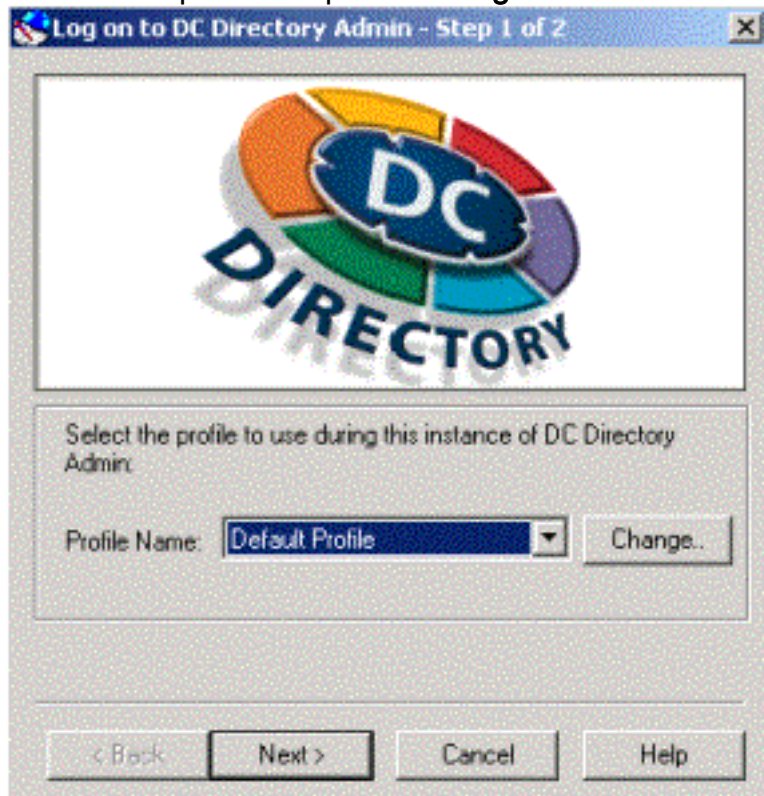 Log on to DC Directory Admin - Step 1 of 2
DC
DIRECTORY
Select the profile to use during this instance of DC Directory
Admin:
Profile Name: Default Profile Change..
< Back Next > Cancel Help